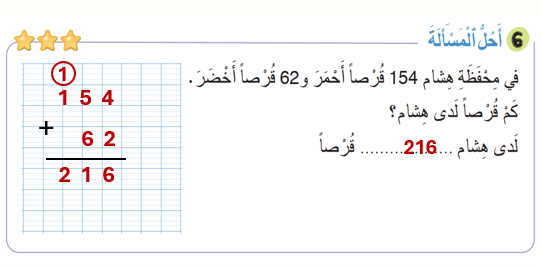 6 أَحُلُّ ٱلْمَسْأَلَةَ
في مِحْفَظَةِ هِشام 154 قُرْصاً أَحْمَرَ و62 قُرْصاً أَخْضَرَ.
كَمْ قُرْصاً لَدى هِشام؟
لَدى هِشام ........216........ قُرْصاً
1
1 5 4
+
6 2
2 1 6